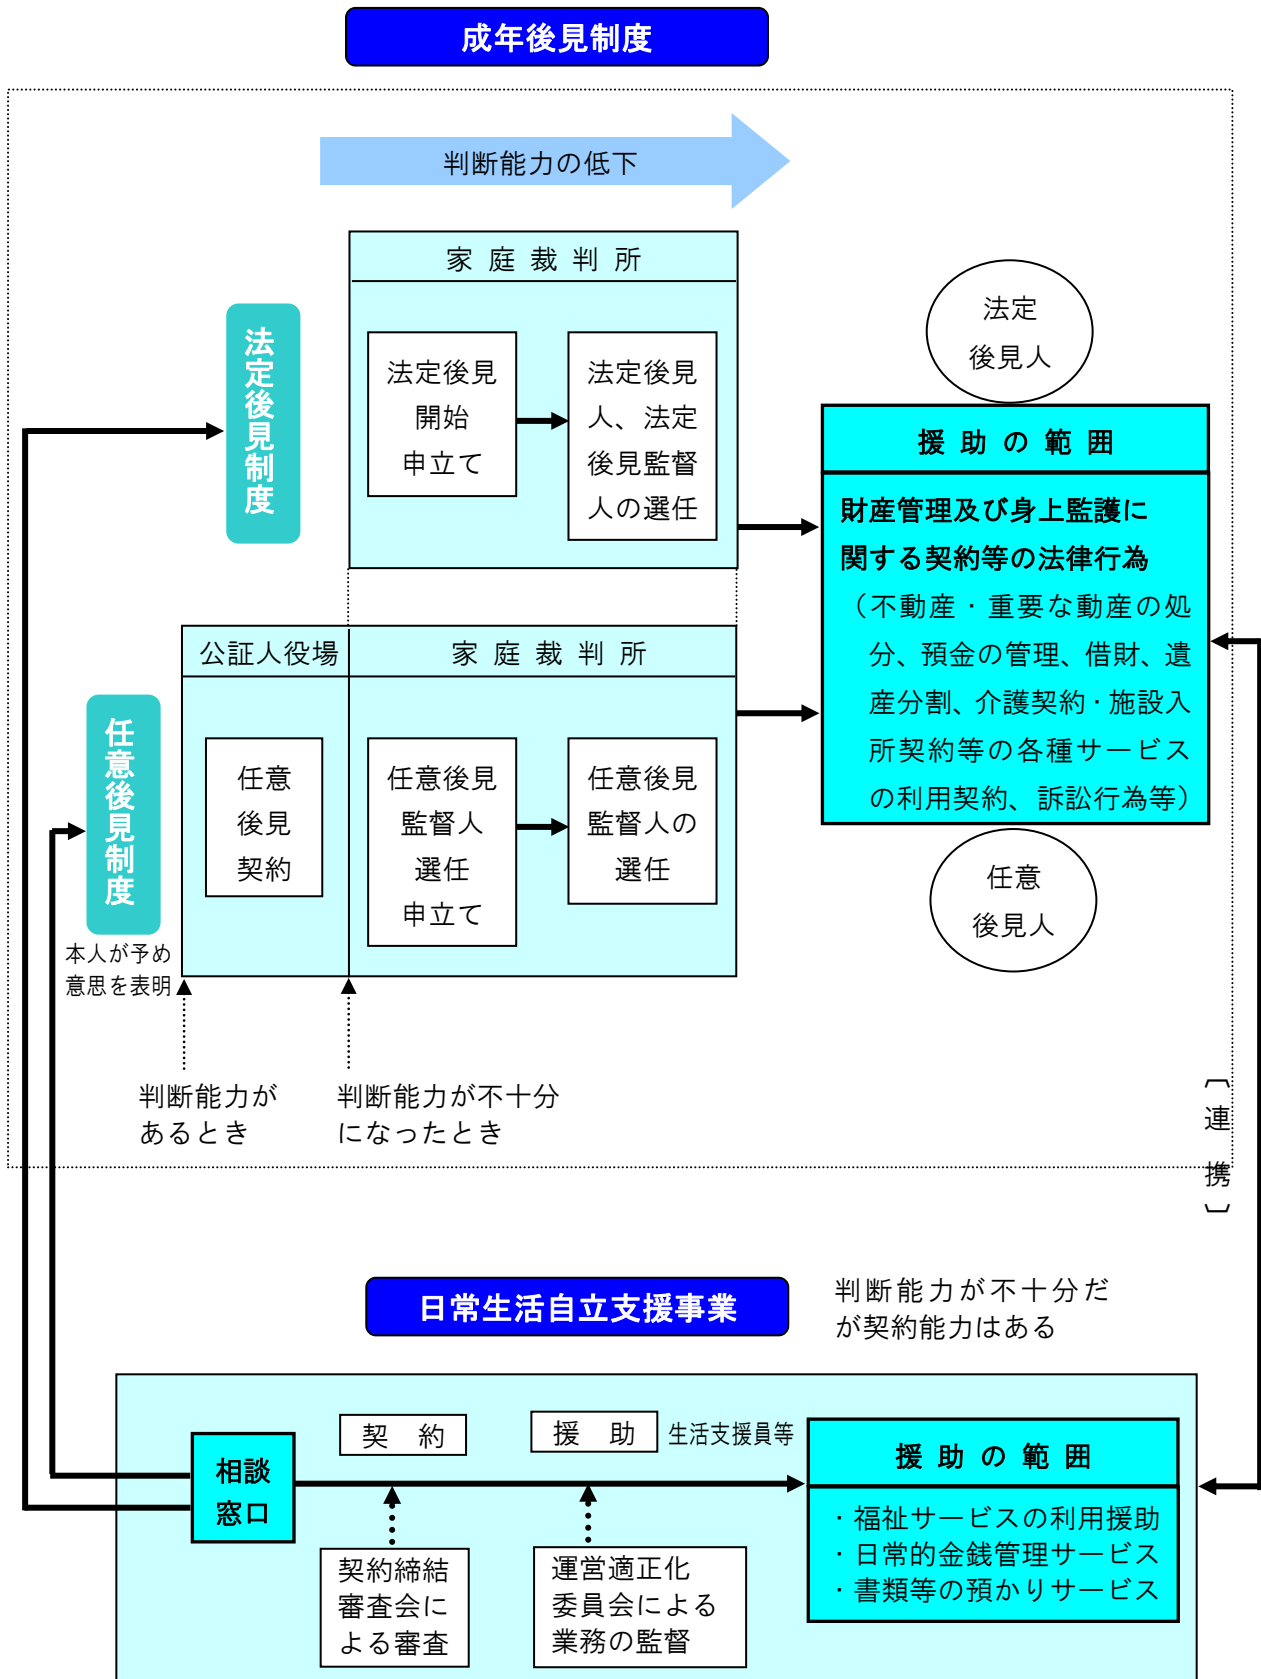 成年後見制度
判断能力の低下
家庭裁判所
法定後見制度
法定後見
開始
申立て
法定後見
人、法定
後見監督
人の選任
法定
後見人
援助の範囲
財産管理及び身上監護に
関する契約等の法律行為
（不動産・重要な動産の処
分、預金の管理、借財、遺
産分割、介護契約・施設入
所契約等の各種サービス
の利用契約、訴訟行為等）
任意
後見人
公証人役場
家庭裁判所
任意後見制度
本人が予め
意思を表明
任意
後見
契約
任意後見
監督人
選任
申立て
任意後見
監督人の
選任
判断能力が
あるとき
判断能力が不十分
になったとき
〔連携〕
日常生活自立支援事業
判断能力が不十分だ
が契約能力はある
相談
窓口
契約
援助
生活支援員等
契約締結
審査会に
よる審査
運営適正化
委員会による
業務の監督
援助の範囲
・福祉サービスの利用援助
・日常的金銭管理サービス
・書類等の預かりサービス